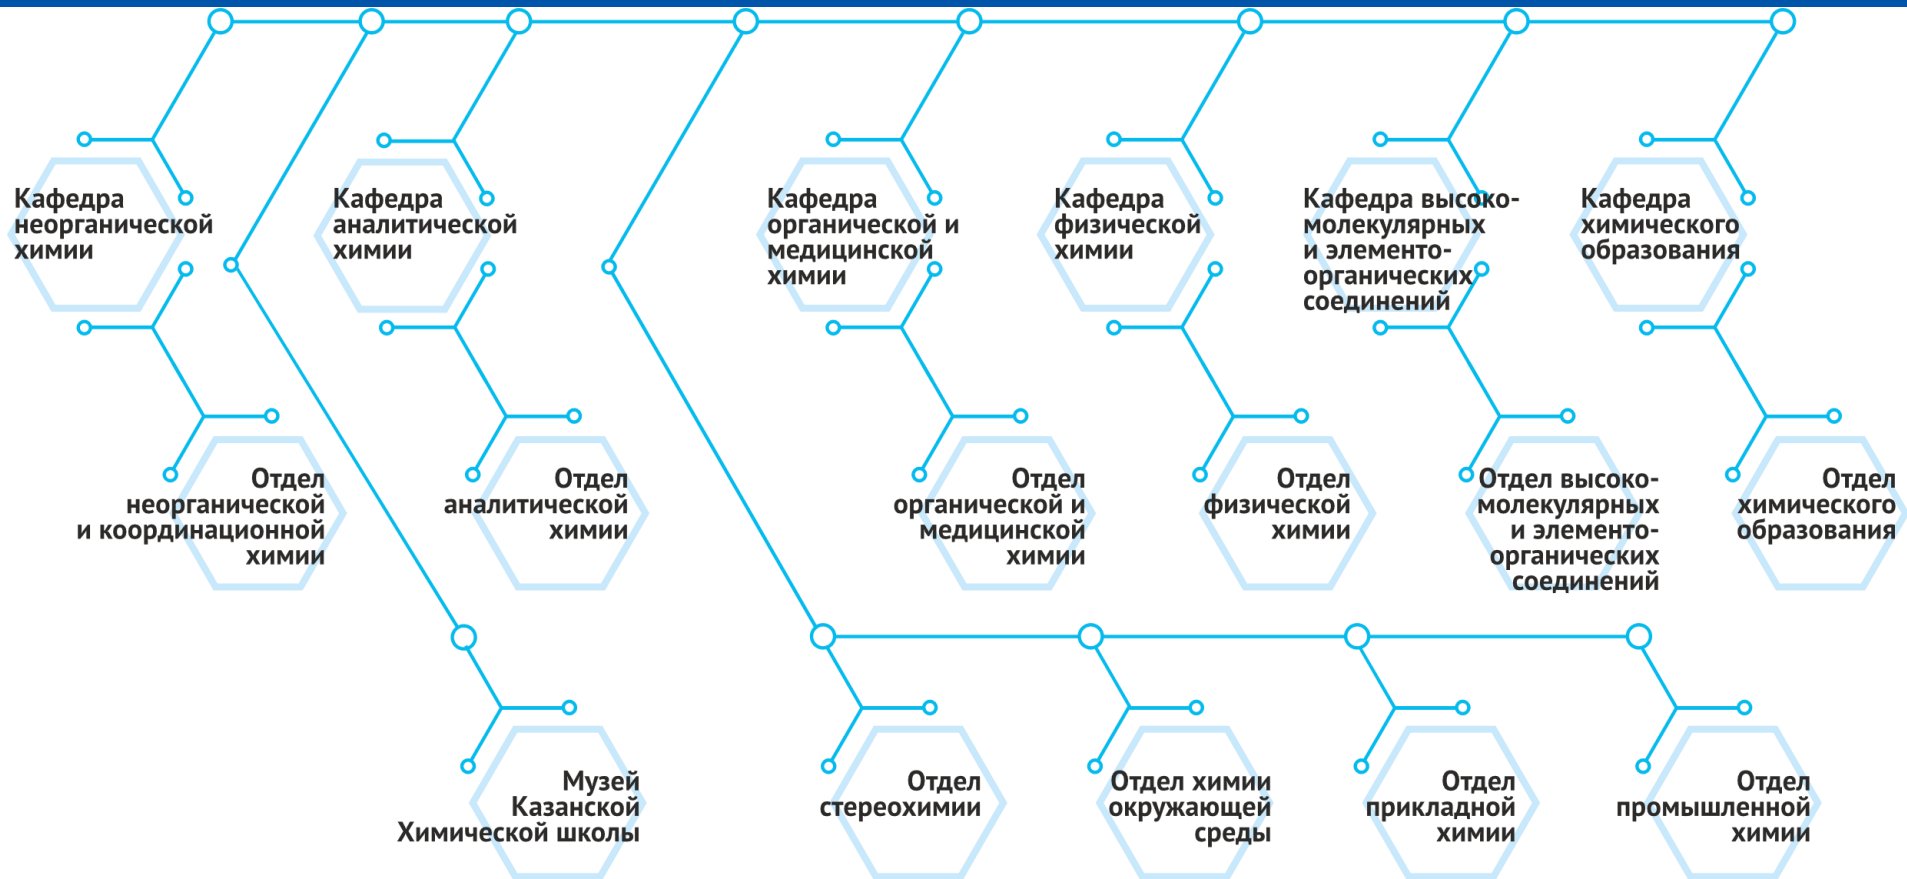 Кафедра
неорганической
химии
Кафедра
аналитической
химии
Кафедра
органической и
медицинской
химии
Кафедра
физической
химии
Кафедра высоко-
молекулярных
и элементо-
органических
соединений
Кафедра
химического
образования
Отдел
неорганической
и координационной
химии
Отдел
аналитической
химии
Отдел
органической и
медицинской
химии
Отдел
физической
химии
Отдел высоко-
молекулярных
и элементо-
органических
соединений
Отдел
химического
образования
Музей
Казанской
Химической школы
Отдел
стереохимии
Отдел химии
окружающей
среды
Отдел
прикладной
химии
Отдел
промышленной
химии